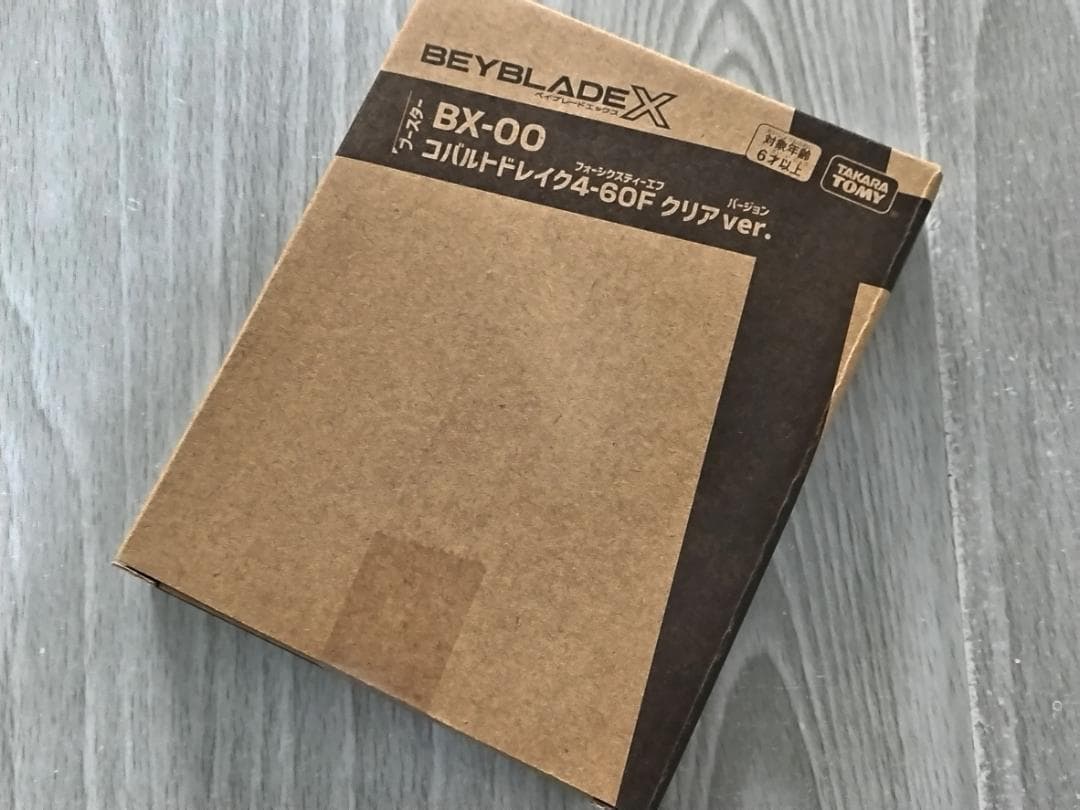 BEYBLADE X
ベイブレードエックス
ブースター
BX-00
フォーシックスティーエフ
バージョン
コバルトドレイク4-60F クリアver.
対象年齢
6才以上
TAKARA
TOMY